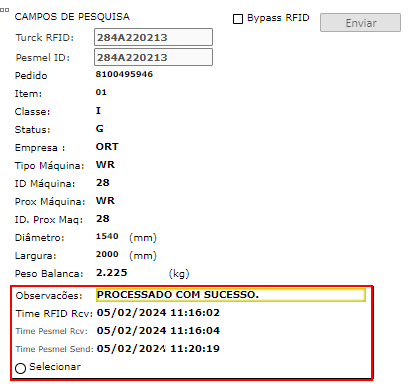 CAMPOS DE PESQUISA
Bypass RFID
Enviar
Turck RFID: 284A220213
Pesmel ID: 284A220213
Pedido 8100495946
Item: 01
Classe: I
Status: G
Empresa : ORT
Tipo Máquina: WR
ID Máquina: 28
Prox Máquina: WR
ID. Prox Maq: 28
Diâmetro: 1540 (mm)
Largura: 2000 (mm)
Peso Balanca: 2.225 (kg)
Observacões: PROCESSADO COM SUCESSO.
Time RFID Rcv: 05/02/2024 11:16:02
Time Pesmel Rcv: 05/02/2024 11:16:04
Time Pesmel Send: 05/02/2024 11:20:19
Selecionar